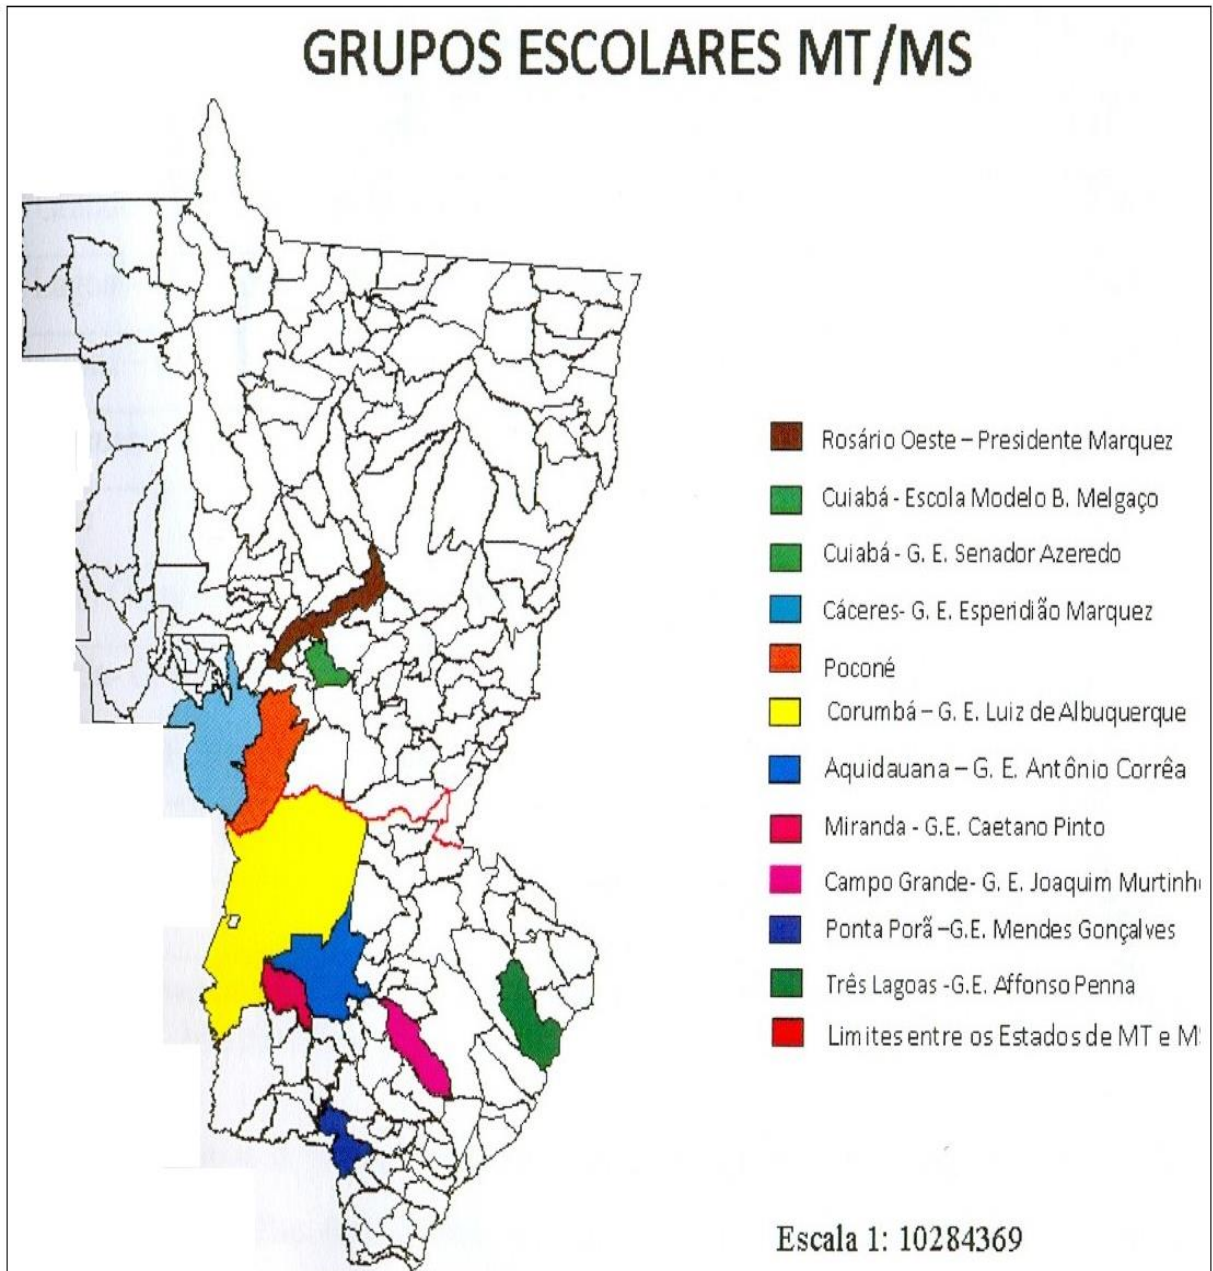 GRUPOS ESCOLARES MT/MS
Rosário Oeste – Presidente Marquez
Cuiabá - Escola Modelo B. Melgaço
Cuiabá - G. E. Senador Azeredo
Cáceres- G. E. Esperidião Marquez
Poconé
Corumbá – G. E. Luiz de Albuquerque
Aquidauana – G. E. Antônio Corrêa
Miranda - G.E. Caetano Pinto
Campo Grande- G. E. Joaquim Murtinh
Ponta Porã –G.E. Mendes Gonçalves
Três Lagoas -G.E. Affonso Penna
Limites entre os Estados de MT e M
Escala 1: 10284369